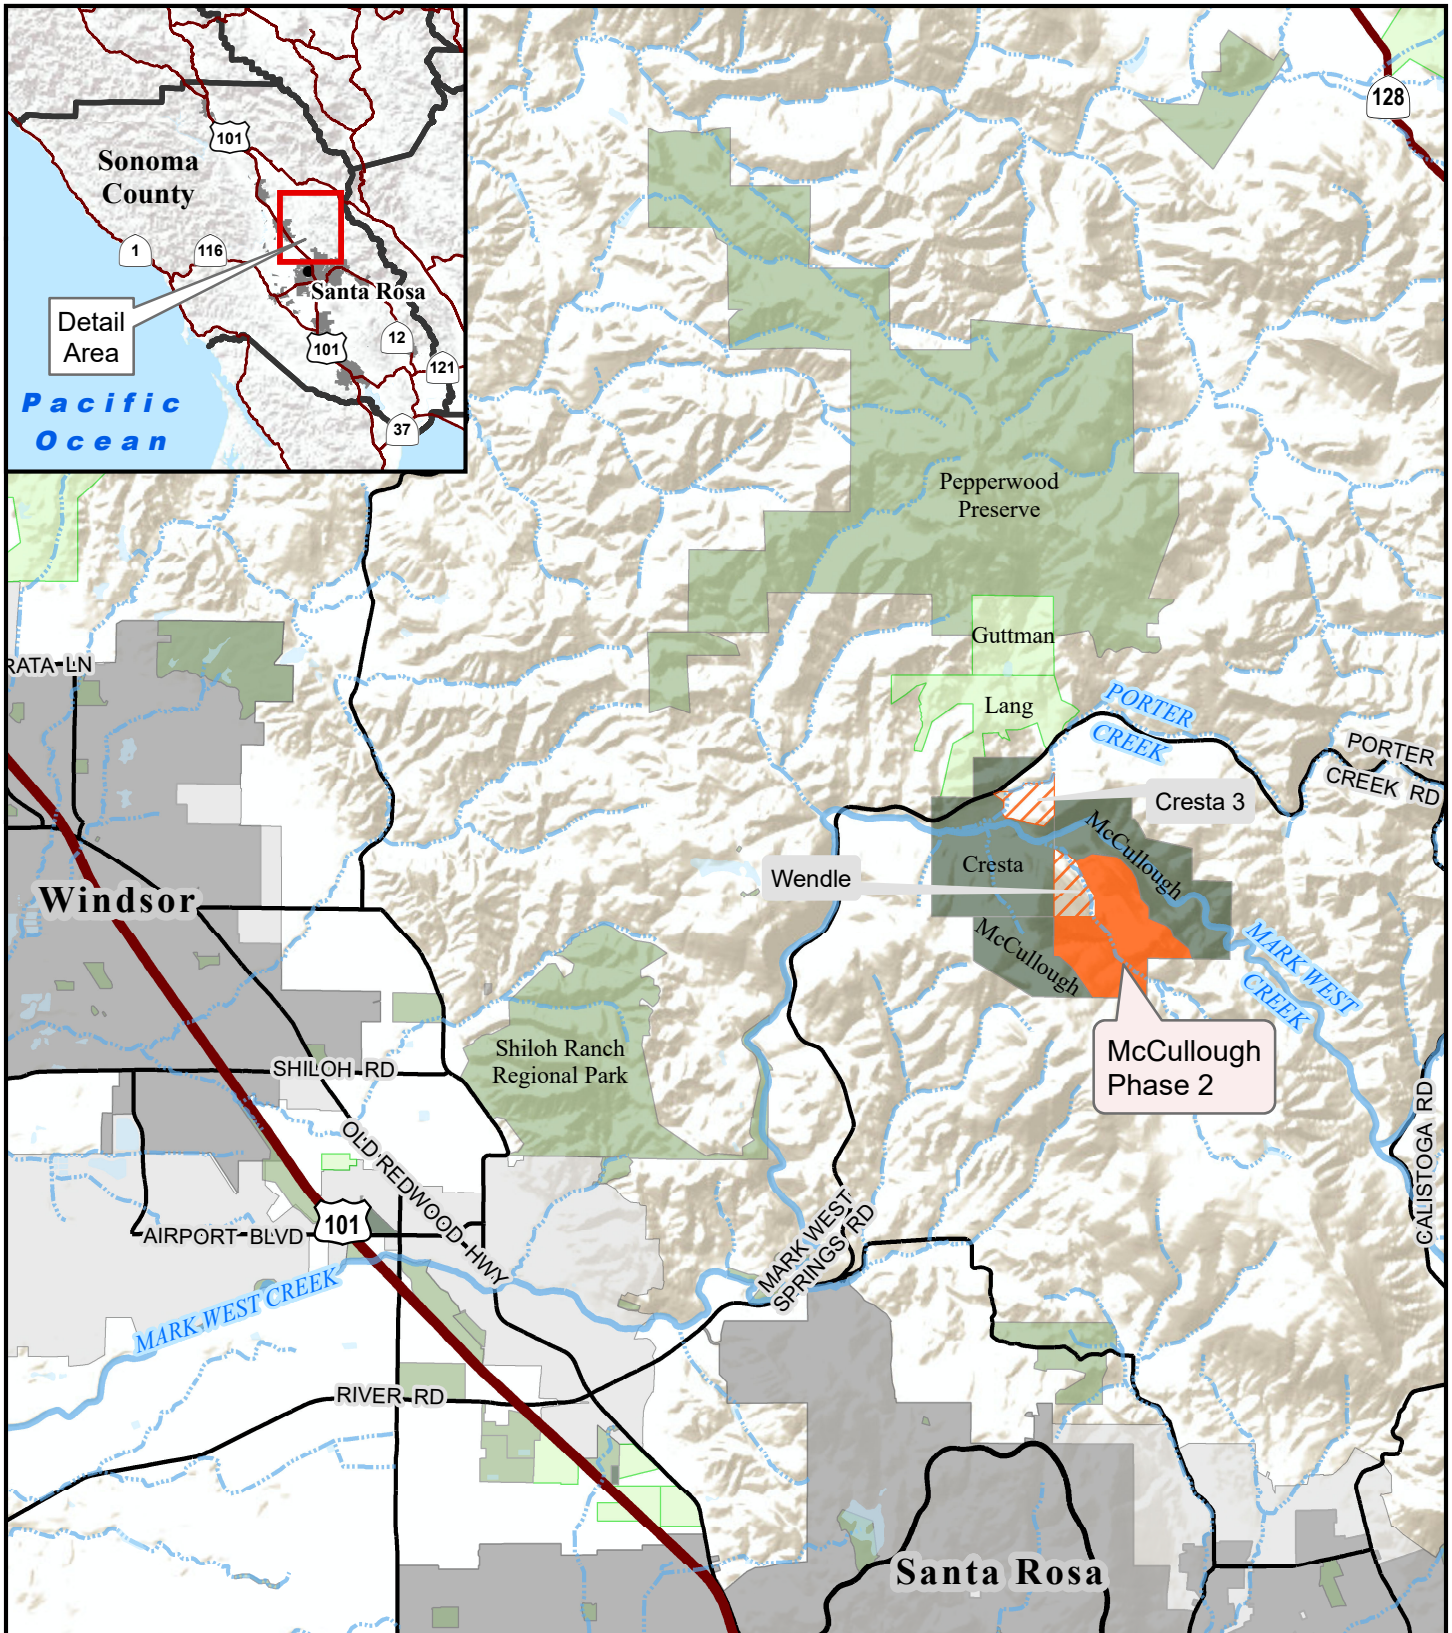 101
Sonoma
County
1
116
Santa Rosa
Detail
Area
101
12
121
37
Pacific
Ocean
128
Pepperwood
Preserve
Guttman
Lang
RATA LN
PORTER
CREEK
PORTER
CREEK RD
Cresta 3
McCullough
Cresta
Wendle
Windsor
McCullough
MARK WEST
CREEK
McCullough
Phase 2
Shiloh Ranch
Regional Park
SHILOH RD
OLD REDWOOD HWY
CALISTOGA RD
101
AIRPORT BLVD
MARK WEST
SPRINGS RD
MARK WEST CREEK
RIVER RD
Santa Rosa